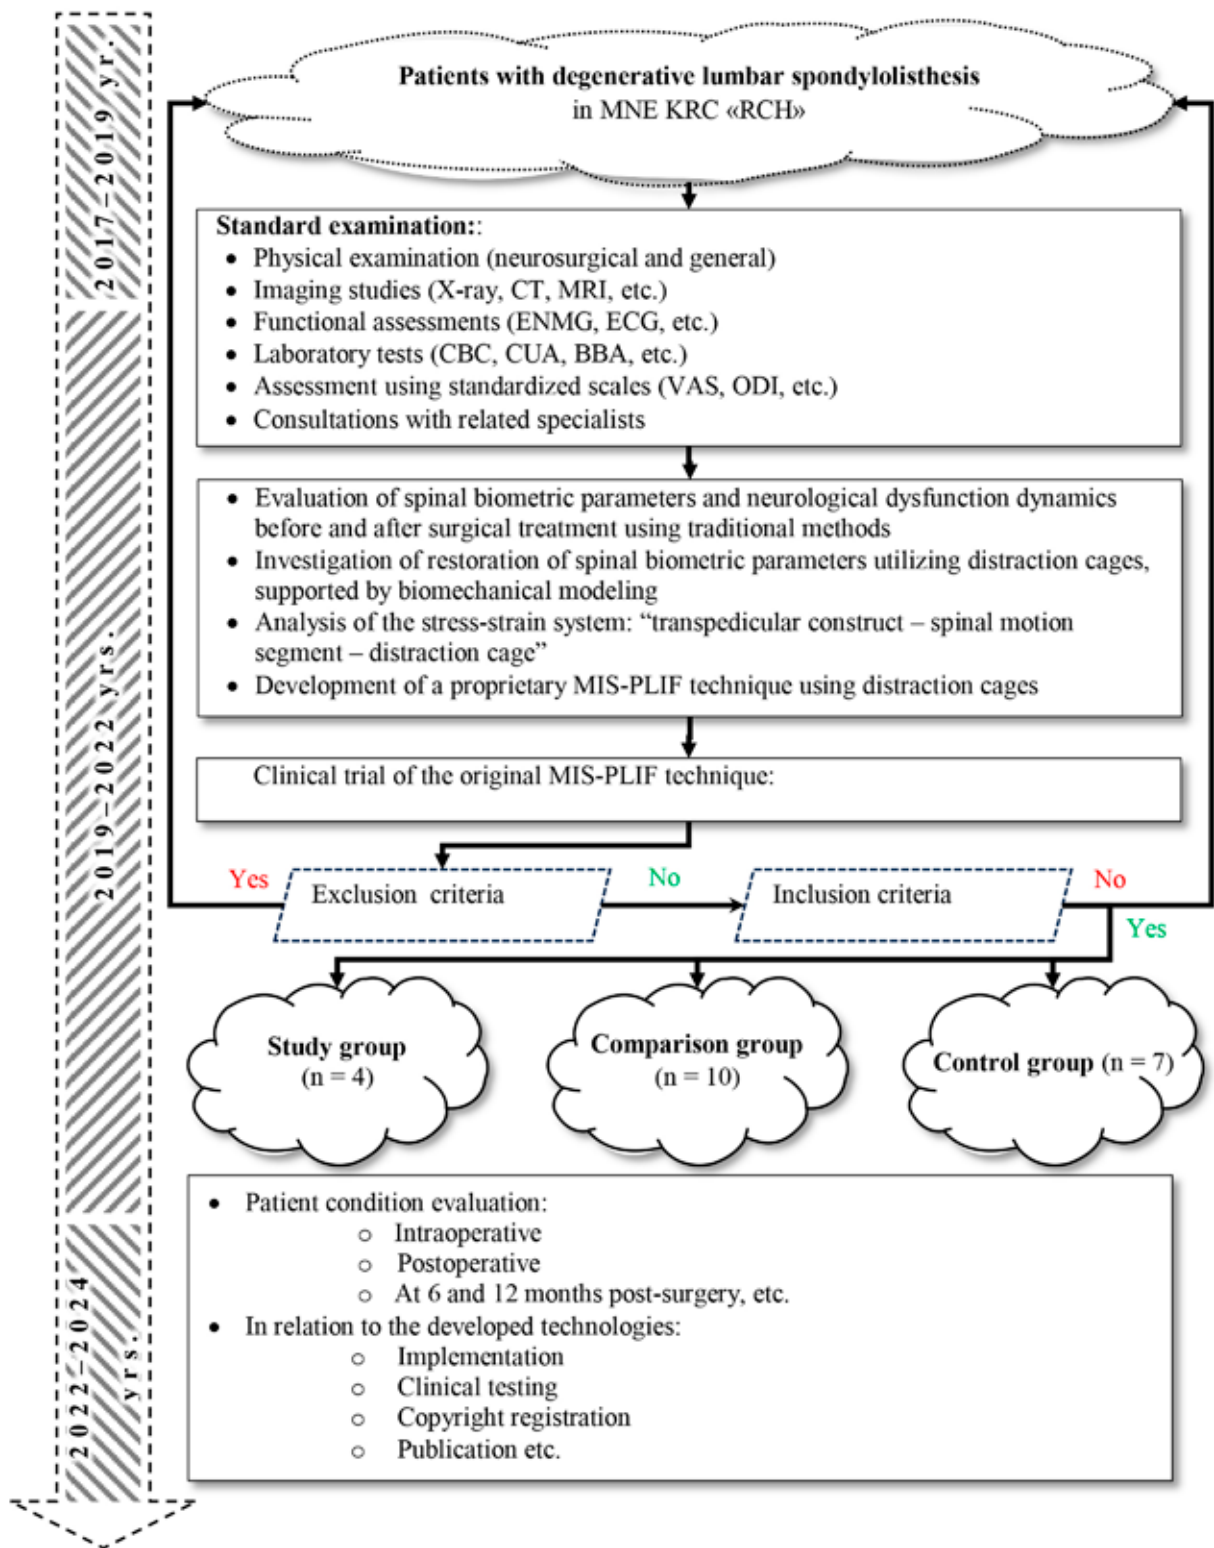 2017–2019 yr.
2019–2022 yrs.
2022–2024
yrs.
Patients with degenerative lumbar spondylolisthesis
in MNE KRC «RCH»
Standard examination::
• Physical examination (neurosurgical and general)
• Imaging studies (X-ray, CT, MRI, etc.)
• Functional assessments (ENMG, ECG, etc.)
• Laboratory tests (CBC, CUA, BBA, etc.)
• Assessment using standardized scales (VAS, ODI, etc.)
• Consultations with related specialists
• Evaluation of spinal biometric parameters and neurological dysfunction dynamics
before and after surgical treatment using traditional methods
• Investigation of restoration of spinal biometric parameters utilizing distraction cages,
supported by biomechanical modeling
• Analysis of the stress-strain system: “transpedicular construct – spinal motion
segment – distraction cage”
• Development of a proprietary MIS-PLIF technique using distraction cages
Clinical trial of the original MIS-PLIF technique:
Yes
Exclusion criteria
No
Inclusion criteria
No
Yes
Study group
(n = 4)
Comparison group
(n = 10)
Control group (n = 7)
• Patient condition evaluation:
o Intraoperative
o Postoperative
o At 6 and 12 months post-surgery, etc.
• In relation to the developed technologies:
o Implementation
o Clinical testing
o Copyright registration
o Publication etc.